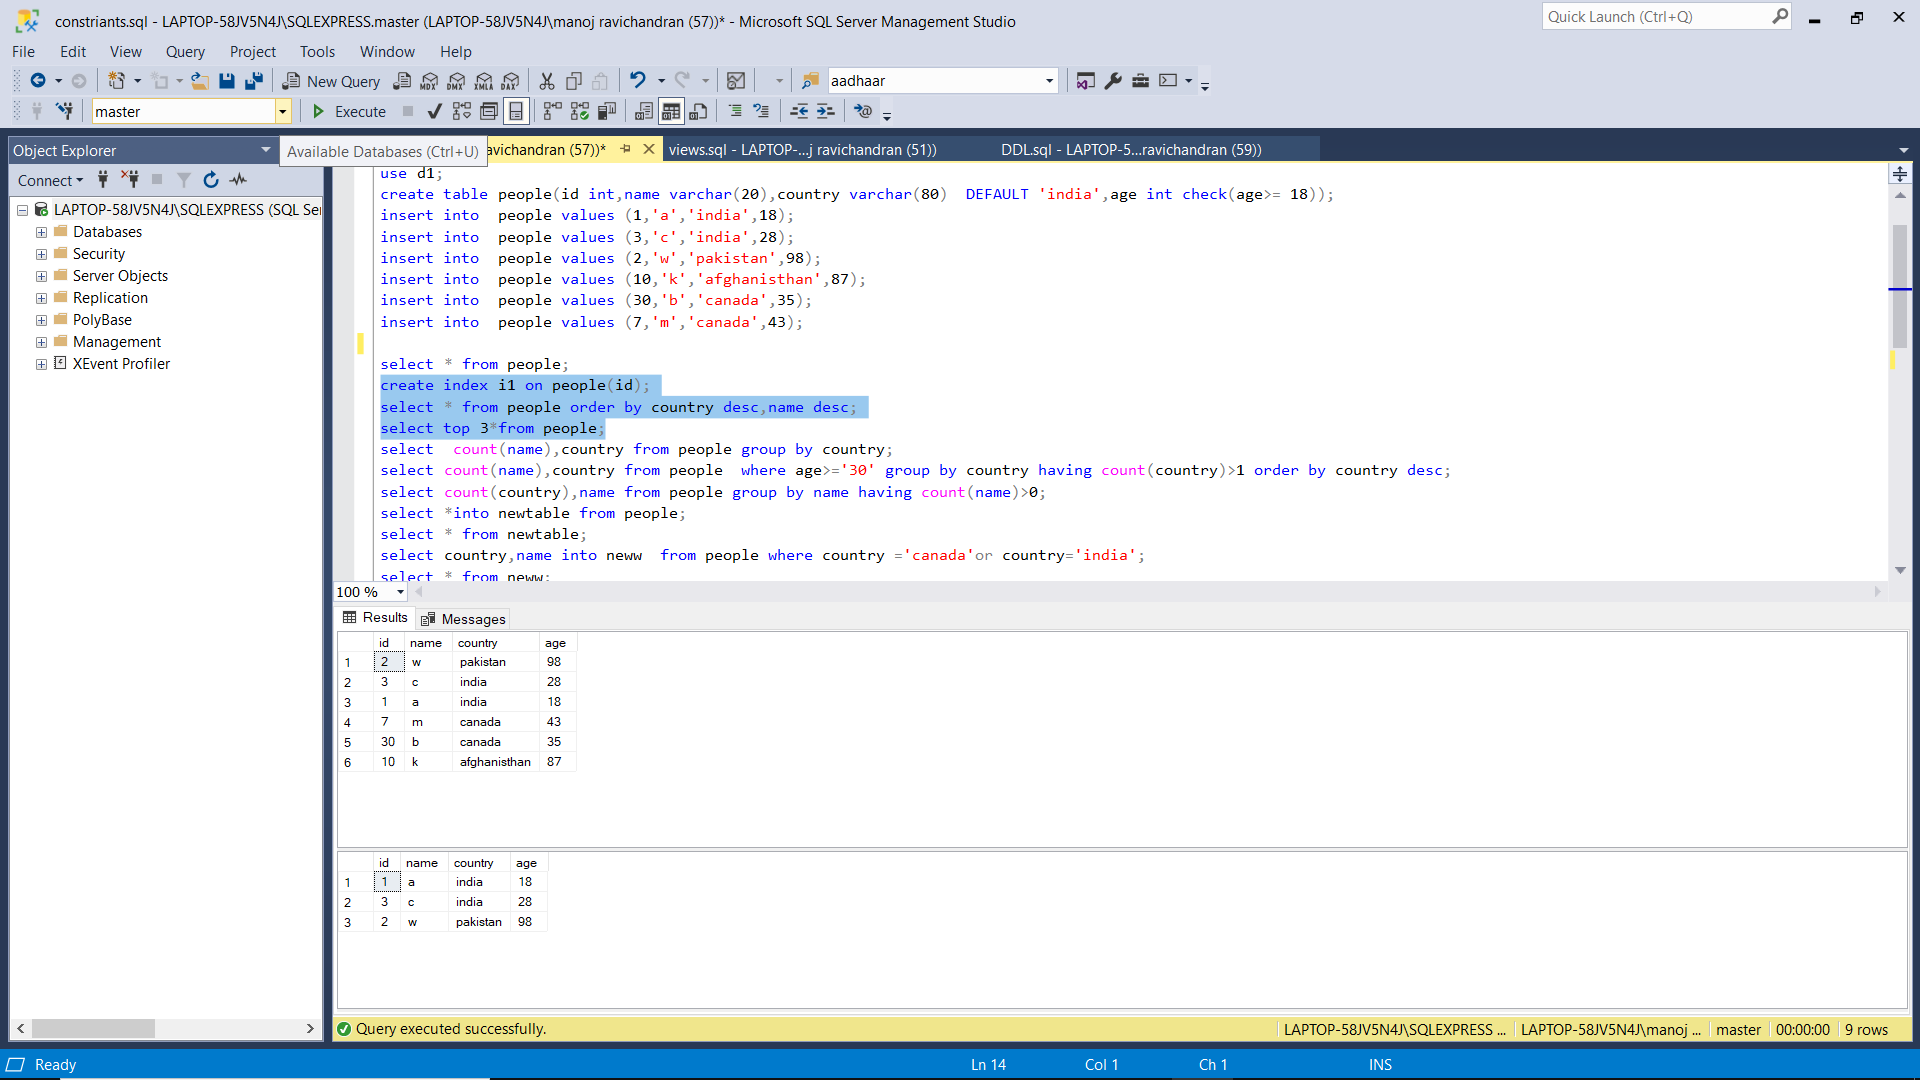 constriants.sql - LAPTOP-58JV5N4J\SQLEXPRESS.master (LAPTOP-58JV5N4J\manoj ravichandran (57))* - Microsoft SQL Server Management Studio
Quick Launch (Ctrl+Q)
File Edit View Query Project Tools Window Help
New Query MDX DMX XMLA DAX aadhaar
master Execute
Object Explorer
Available Databases (Ctrl+U)
avichandran (57))* views.sql - LAPTOP-...j ravichandran (51)) DDL.sql - LAPTOP-5...ravichandran (59))
Connect
LAPTOP-58JV5N4J\SQLEXPRESS (SQL Se
Databases
Security
Server Objects
Replication
PolyBase
Management
XEvent Profiler
use d1;
create table people(id int,name varchar(20),country varchar(80)  DEFAULT 'india',age int check(age>= 18));
insert into  people values (1,'a','india',18);
insert into  people values (3,'c','india',28);
insert into  people values (2,'w','pakistan',98);
insert into  people values (10,'k','afghanisthan',87);
insert into  people values (30,'b','canada',35);
insert into  people values (7,'m','canada',43);
select * from people;
create index i1 on people(id);
select * from people order by country desc,name desc;
select top 3*from people;
select  count(name),country from people group by country;
select count(name),country from people  where age>='30' group by country having count(country)>1 order by country desc;
select count(country),name from people group by name having count(name)>0;
select *into newtable from people;
select * from newtable;
select country,name into neww  from people where country ='canada'or country='india';
select * from neww;
100 %
Results Messages
id name country age
1 2 w pakistan 98
2 3 c india 28
3 1 a india 18
4 7 m canada 43
5 30 b canada 35
6 10 k afghanisthan 87
id name country age
1 1 a india 18
2 3 c india 28
3 2 w pakistan 98
Query executed successfully. LAPTOP-58JV5N4J\SQLEXPRESS ... LAPTOP-58JV5N4J\manoj ... master 00:00:00 9 rows
Ready Ln 14 Col 1 Ch 1 INS